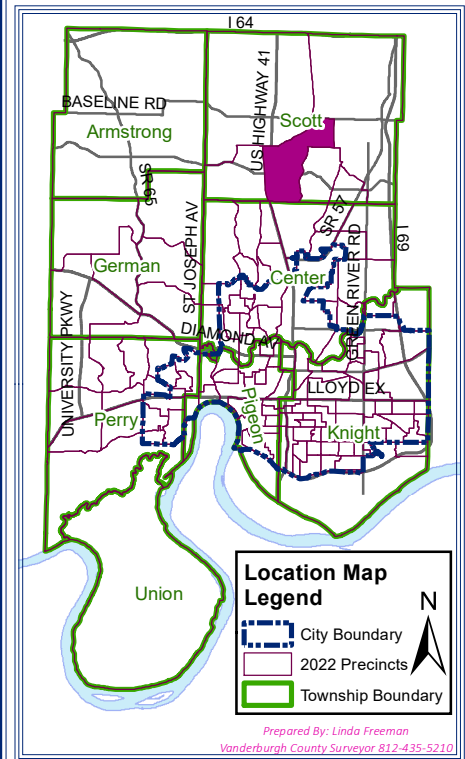 I 64
US HIGHWAY 41
BASELINE RD
Armstrong
Scott
SR 65
SR 57
I 69
ST JOSEPH AV
German
Center
GREEN RIVER RD
UNIVERSITY PKWY
DIAMOND AV
LLOYD EX
Perry
Pigeon
Knight
Union
Location Map
Legend
N
City Boundary
2022 Precincts
Township Boundary
Prepared By: Linda Freeman
Vanderburgh County Surveyor 812-435-5210